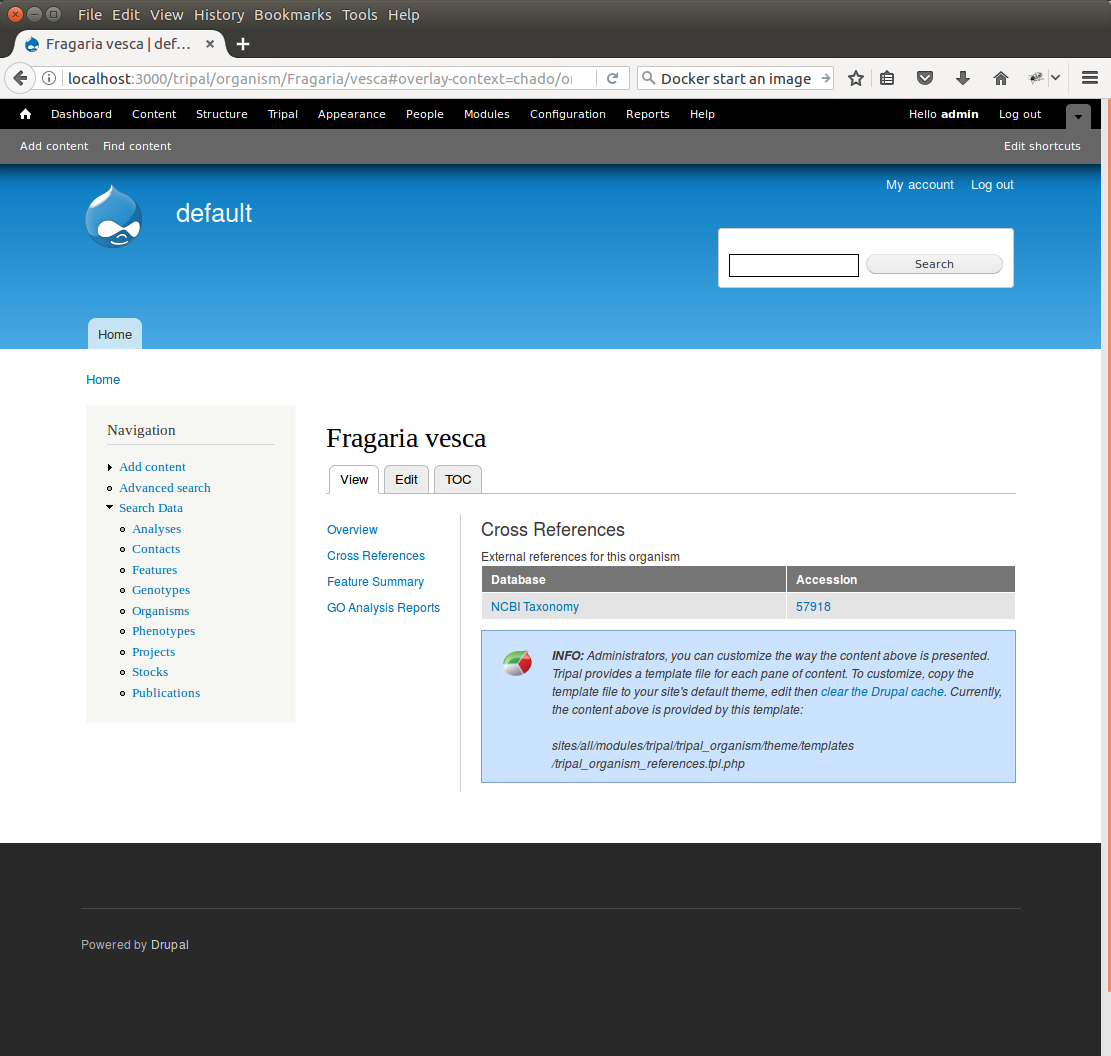 File Edit View History Bookmarks Tools Help
Fragaria vesca | def...
localhost:3000/tripal/organism/Fragaria/vesca#overlay-context=chado/o
Docker start an image
Dashboard Content Structure Tripal Appearance People Modules Configuration Reports Help Hello admin Log out
Add content Find content Edit shortcuts
My account Log out
default
Search
Home
Home
Navigation
Add content
Advanced search
Search Data
Analyses
Contacts
Features
Genotypes
Organisms
Phenotypes
Projects
Stocks
Publications
Fragaria vesca
View Edit TOC
Overview
Cross References
Feature Summary
GO Analysis Reports
Cross References
External references for this organism
Database Accession
NCBI Taxonomy 57918
INFO: Administrators, you can customize the way the content above is presented.
Tripal provides a template file for each pane of content. To customize, copy the
template file to your site's default theme, edit then clear the Drupal cache. Currently,
the content above is provided by this template:
sites/all/modules/tripal/tripal_organism/theme/templates
/tripal_organism_references.tpl.php
Powered by Drupal